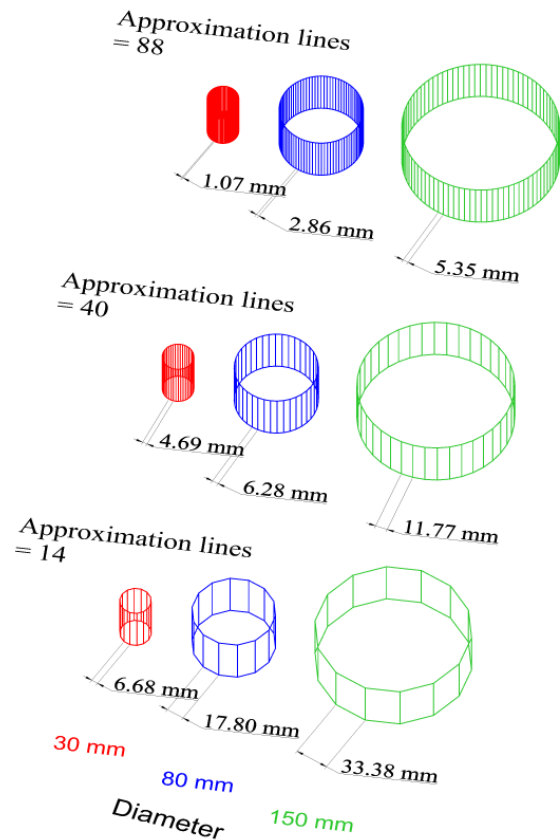 Approximation lines
= 88
1.07 mm
2.86 mm
5.35 mm
Approximation lines
= 40
4.69 mm
6.28 mm
11.77 mm
Approximation lines
= 14
6.68 mm
17.80 mm
33.38 mm
30 mm
80 mm
150 mm
Diameter